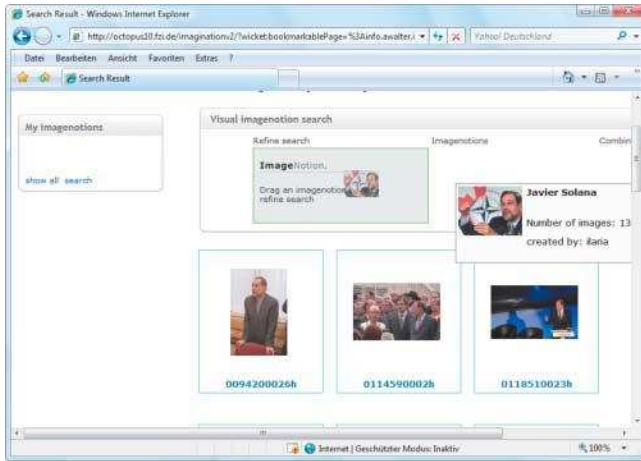 Search Result - Windows Internet Explorer
http://octopus10.fzi.de/imaginationv2/?wicket:bookmarkablePage=%3Ainfo.awalter.i
Yahoo! Deutschland
Datei Bearbeiten Ansicht Favoriten Extras ?
Search Result
My Imagenotions
show all search
Visual imagenotion search
Refine search
Imagenotions
Combin
ImageNotion.
Drag an imagenotion
refine search
Javier Solana
Number of images: 13
created by: ilaria
0094200026h
0114590002h
0118510023h
Internet | Geschützter Modus: Inaktiv
100%